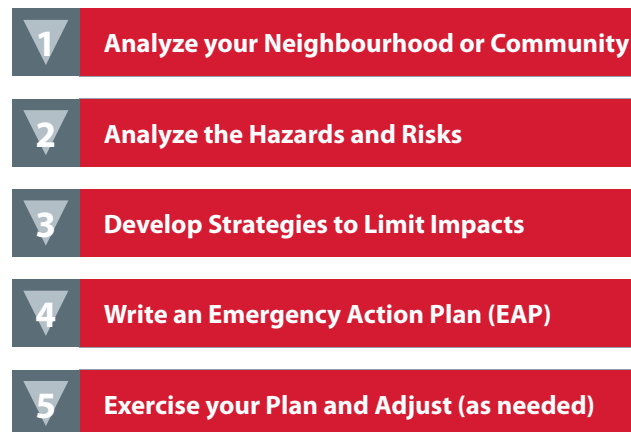 1 Analyze your Neighbourhood or Community
2 Analyze the Hazards and Risks
3 Develop Strategies to Limit Impacts
4 Write an Emergency Action Plan (EAP)
5 Exercise your Plan and Adjust (as needed)